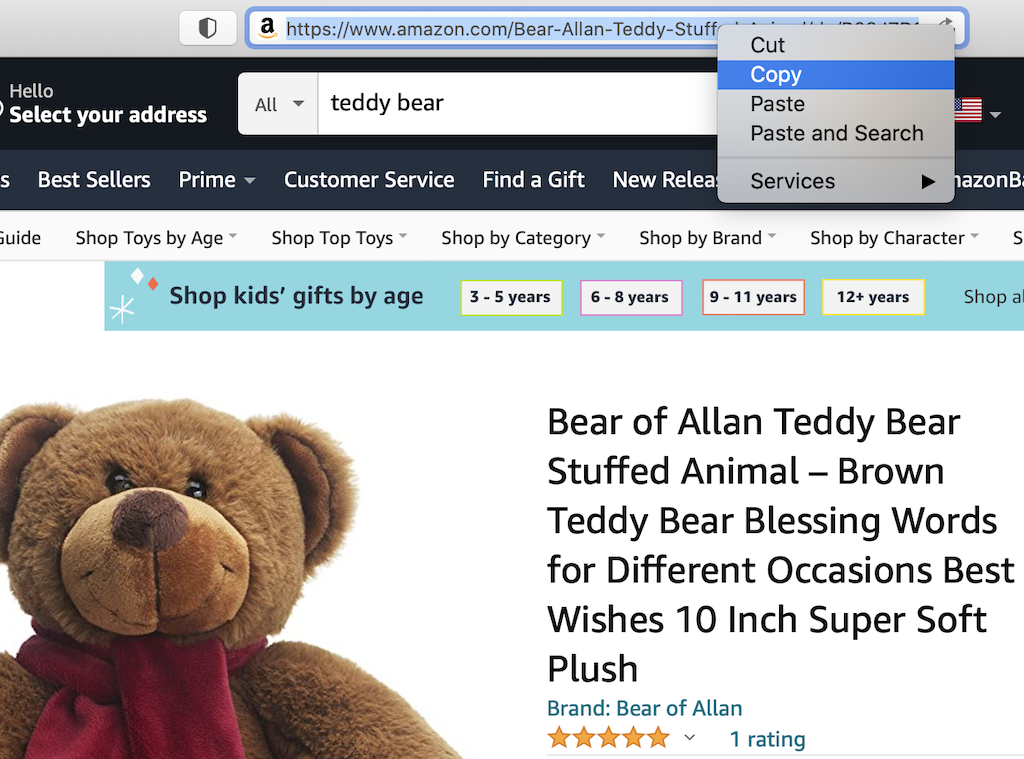 a https://www.amazon.com/Bear-Allan-Teddy-Stuff
Cut
Copy
Paste
Paste and Search
Services
Hello
Select your address
All
teddy bear
s Best Sellers Prime Customer Service Find a Gift New Releas
Guide Shop Toys by Age Shop Top Toys Shop by Category Shop by Brand Shop by Character S
Shop kids’ gifts by age 3 - 5 years 6 - 8 years 9 - 11 years 12+ years Shop al
Bear of Allan Teddy Bear
Stuffed Animal – Brown
Teddy Bear Blessing Words
for Different Occasions Best
Wishes 10 Inch Super Soft
Plush
Brand: Bear of Allan
1 rating